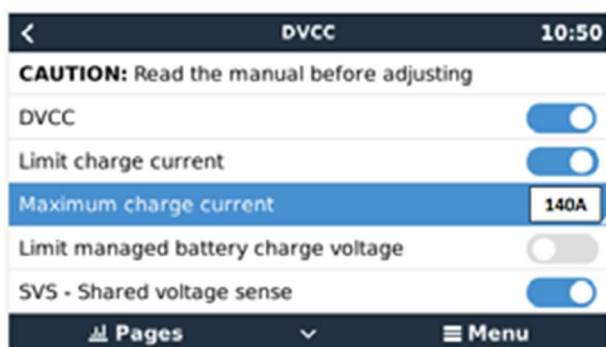 DVCC 10:50
CAUTION: Read the manual before adjusting
DVCC
Limit charge current
Maximum charge current 140A
Limit managed battery charge voltage
SVS - Shared voltage sense
Pages Menu